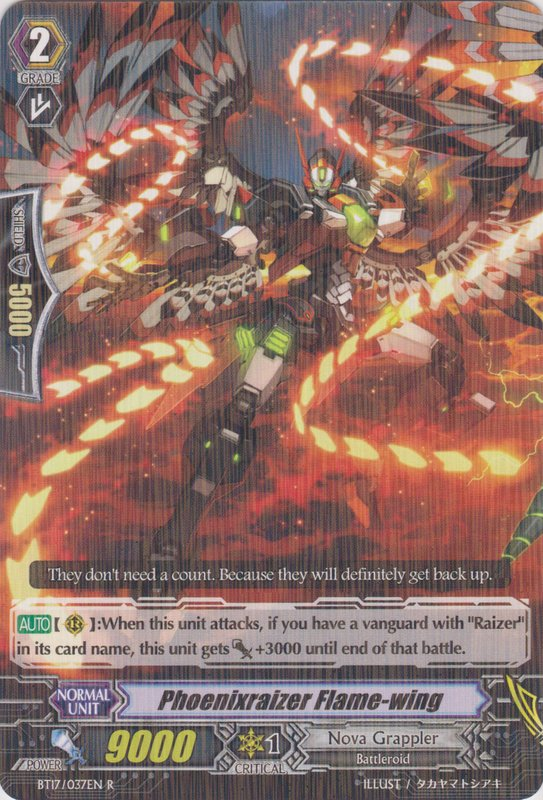 2
GRADE
SHIELD
5000
They don't need a count. Because they will definitely get back up.
AUTO 【 R 】:When this unit attacks, if you have a vanguard with "Raizer"
in its card name, this unit gets +3000 until end of that battle.
NORMAL
UNIT
Phoenixraizer Flame-wing
POWER
9000
1
CRITICAL
Nova Grappler
Battleroid
BT17/037EN R
ILLUST / タカヤマトシアキ